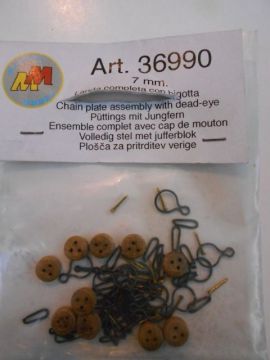 Art. 36990
7 mm.
Landa completa con bigotta
Chain plate assembly with dead-eye
Püttings mit Jungfern
Ensemble complet avec cap de mouton
Volledig stel met jufferblok
Plošča za pritrditev verige